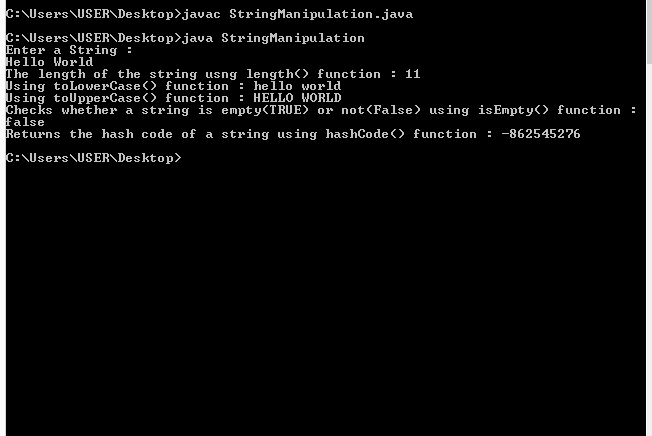 C:\Users\USER\Desktop>javac StringManipulation.java
C:\Users\USER\Desktop>java StringManipulation
Enter a String :
Hello World
The length of the string usng length() function : 11
Using toLowerCase() function : hello world
Using toUpperCase() function : HELLO WORLD
Checks whether a string is empty(TRUE) or not(False) using isEmpty() function :
false
Returns the hash code of a string using hashCode() function : -862545276
C:\Users\USER\Desktop>